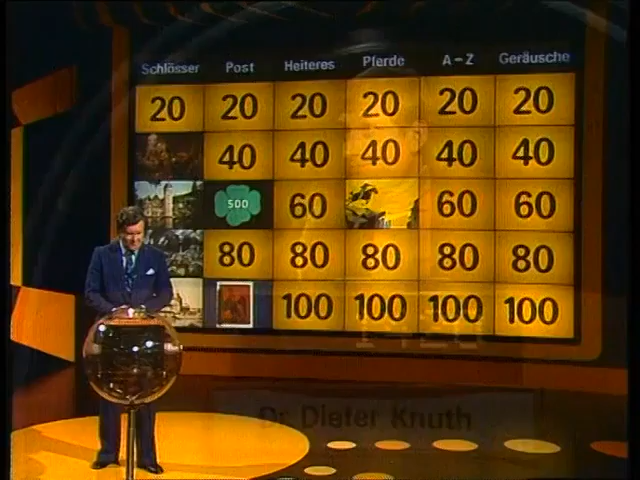 Schlösser Post Heiteres Pferde A-Z Geräusche
20 20 20 20 20 20
40 40 40 40 40
500 60 60 60
80 80 80 80 80
100 100 100 100
Dr Dieter Knuth